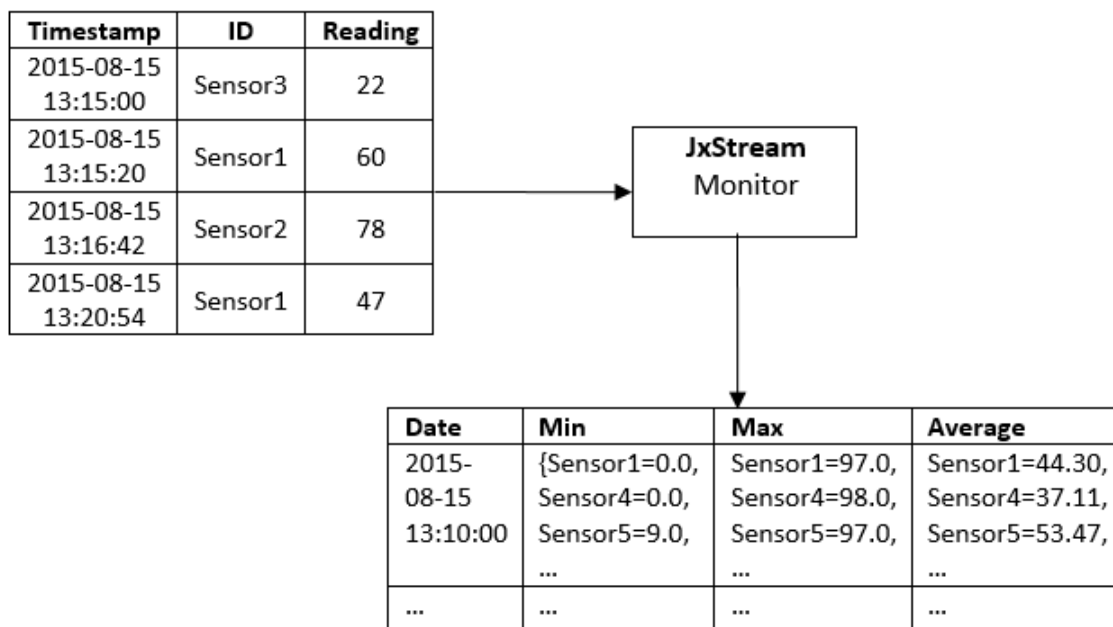 Timestamp ID Reading
2015-08-15
13:15:00 Sensor3 22
2015-08-15
13:15:20 Sensor1 60
2015-08-15
13:16:42 Sensor2 78
2015-08-15
13:20:54 Sensor1 47
JxStream
Monitor
Date Min Max Average
2015- {Sensor1=0.0, Sensor1=97.0, Sensor1=44.30,
08-15 Sensor4=0.0, Sensor4=98.0, Sensor4=37.11,
13:10:00 Sensor5=9.0, Sensor5=97.0, Sensor5=53.47,
... ... ...
... ... ... ...